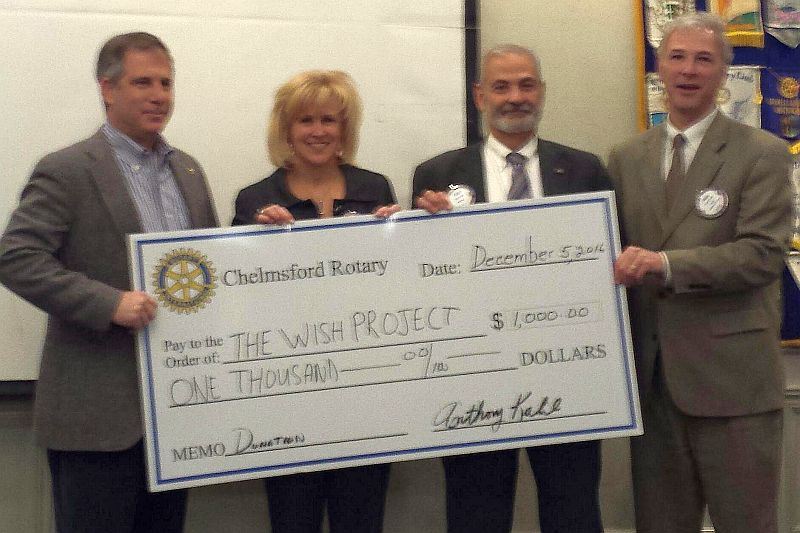 Chelmsford Rotary
Date: December 5, 2016
Pay to the
Order of: THE WISH PROJECT $ 1,000.00
ONE THOUSAND 00/100 DOLLARS
MEMO Donation
Anthony Kahl